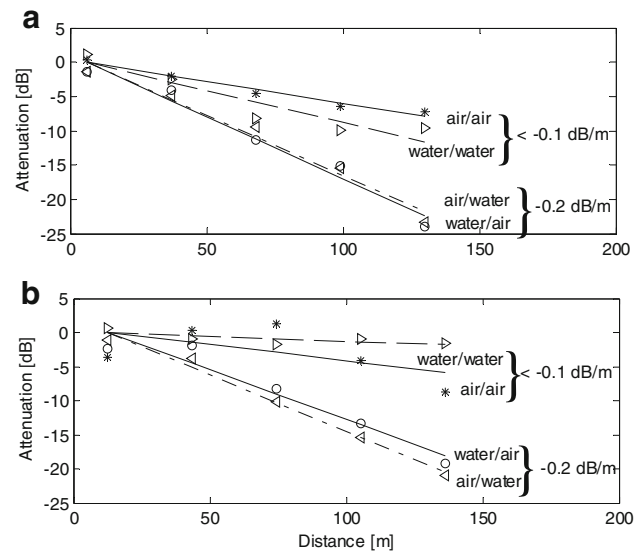 a
5
0
-5
-10
-15
-20
-25
Attenuation [dB]
air/air
water/water
< -0.1 dB/m
air/water
water/air
-0.2 dB/m
0 50 100 150 200
b
5
0
-5
-10
-15
-20
-25
Attenuation [dB]
water/water
air/air
< -0.1 dB/m
water/air
air/water
-0.2 dB/m
0 50 100 150 200
Distance [m]